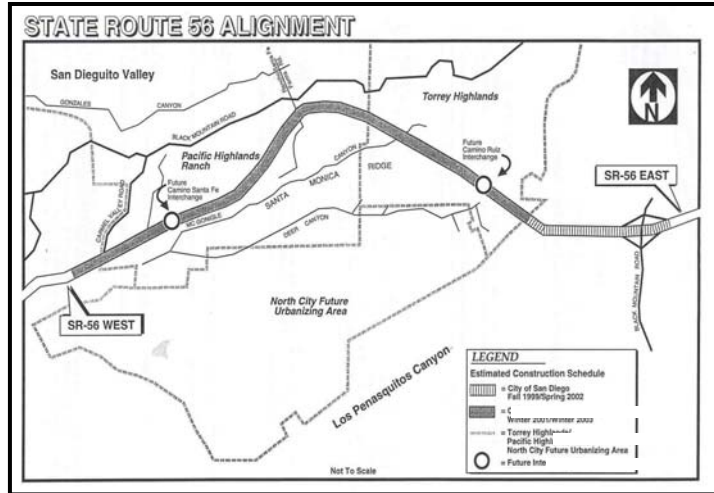 STATE ROUTE 56 ALIGNMENT
San Dieguito Valley
GONZALES
CANYON
BLACK MOUNTAIN ROAD
Torrey Highlands
N
Pacific Highlands
Ranch
CANYON
RIDGE
Future
Camino Ruiz
Interchange
SR-56 EAST
Future
Camino Santa Fe
Interchange
CARMEL VALLEY ROAD
SANTA
MONICA
MC GONIGLE
DEER
CANYON
BLACK MOUNTAIN ROAD
SR-56 WEST
North City Future
Urbanizing Area
Los Penasquitos Canyon
LEGEND
Estimated Construction Schedule
= City of San Diego
Fall 1999/Spring 2002
=
Winter 2001/Winter 2003
= Torrey Highlands/
Pacific Highl
North City Future Urbanizing Area
= Future Inte
Not To Scale